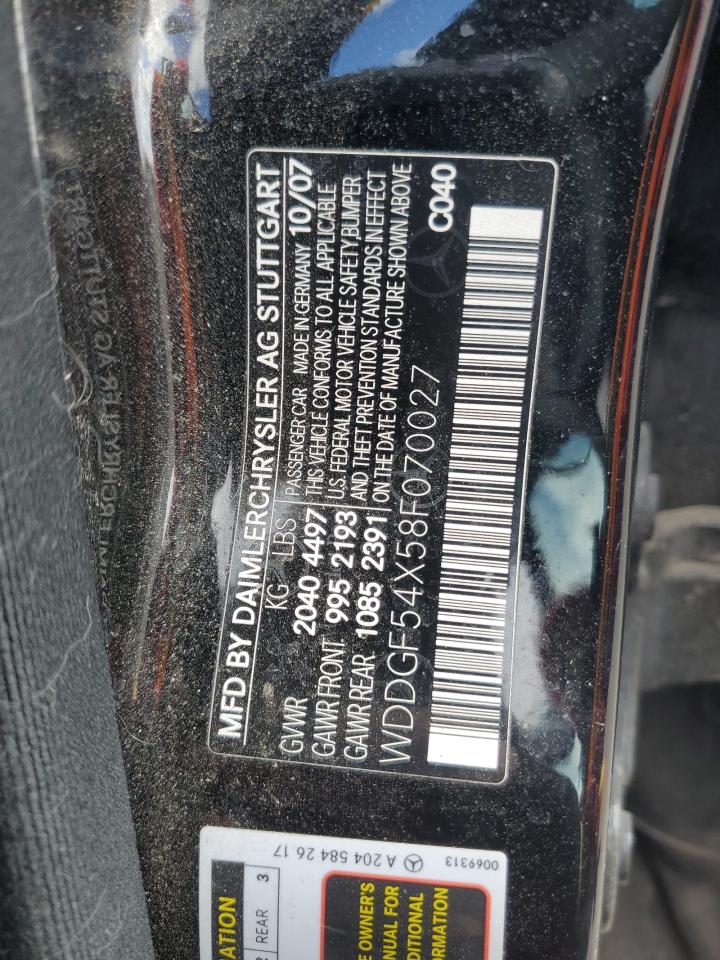 MFD BY DAIMLERCHRYSLER AG STUTTGART
KG LBS
GVWR 2040 4497
GAWR FRONT 995 2193
GAWR REAR 1085 2391
PASSENGER CAR MADE IN GERMANY 10/07
THIS VEHICLE CONFORMS TO ALL APPLICABLE
U.S. FEDERAL MOTOR VEHICLE SAFETY BUMPER
AND THEFT PREVENTION STANDARDS IN EFFECT
ON THE DATE OF MANUFACTURE SHOWN ABOVE
WDDGF54X58F070027 C040
0069313
A 204 584 26 17
REAR 3
OWNER'S
FOR